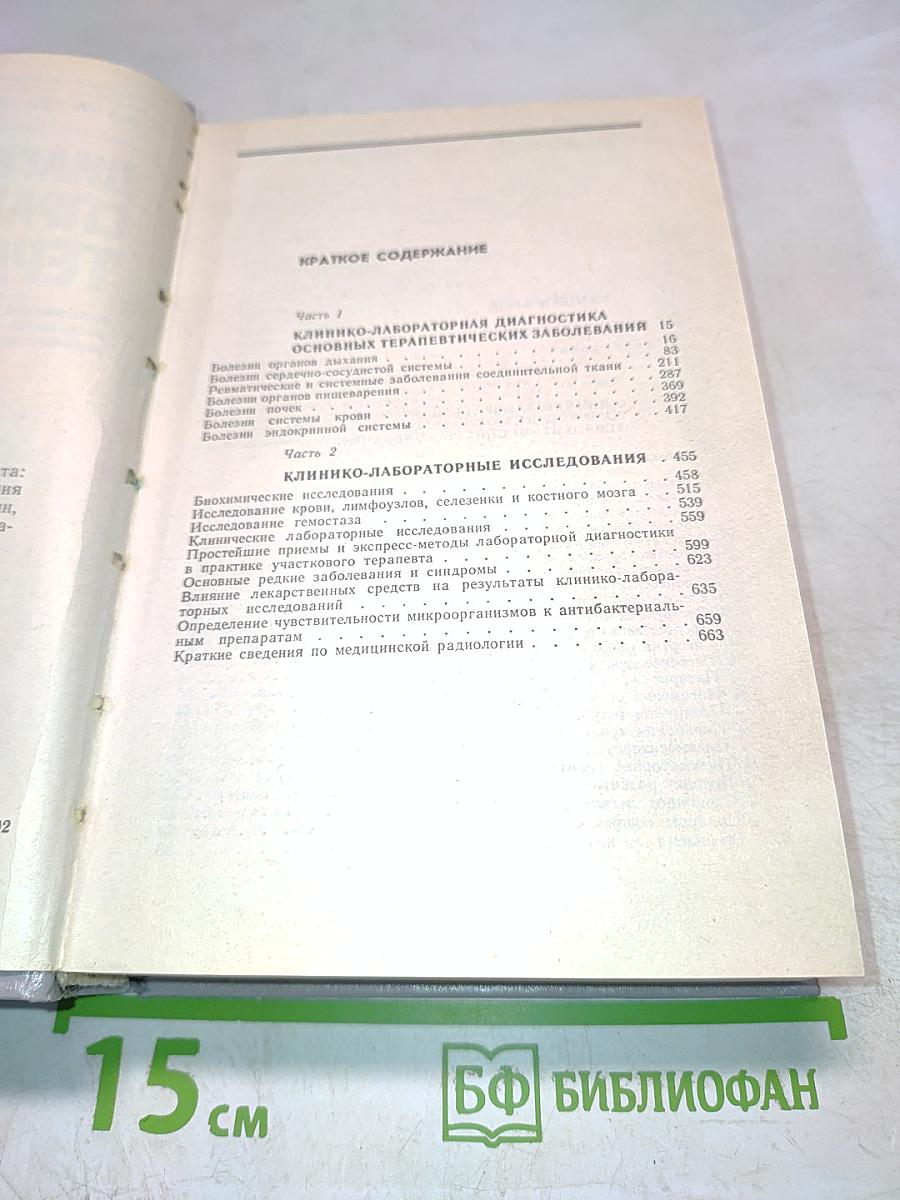 КРАТКОЕ СОДЕРЖАНИЕ
Часть 1
КЛИНИКО-ЛАБОРАТОРНАЯ ДИАГНОСТИКА
ОСНОВНЫХ ТЕРАПЕВТИЧЕСКИХ ЗАБОЛЕВАНИЙ 15
Болезни органов дыхания . . . . . . . . . . . . 16
Болезни сердечно-сосудистой системы . . . . . . . . . 83
Ревматические и системные заболевания соединительной ткани . . 211
Болезни органов пищеварения . . . . . . . . . . . 287
Болезни почек . . . . . . . . . . . . . . . 369
Болезни системы крови . . . . . . . . . . . . . 392
Болезни эндокринной системы . . . . . . . . . . . 417
Часть 2
КЛИНИКО-ЛАБОРАТОРНЫЕ ИССЛЕДОВАНИЯ . 455
Биохимические исследования . . . . . . . . . . . 458
Исследование крови, лимфоузлов, селезенки и костного мозга . . 515
Исследование гемостаза . . . . . . . . . . . . 539
Клинические лабораторные исследования . . . . . . . . 559
Простейшие приемы и экспресс-методы лабораторной диагностики
в практике участкового терапевта . . . . . . . . . . 599
Основные редкие заболевания и синдромы . . . . . . . . 623
Влияние лекарственных средств на результаты клинико-лабора-
торных исследований . . . . . . . . . . . . . 635
Определение чувствительности микроорганизмов к антибактериаль-
ным препаратам . . . . . . . . . . . . . . . 659
Краткие сведения по медицинской радиологии . . . . . . . 663
15 см
БФ БИБЛИОФАН